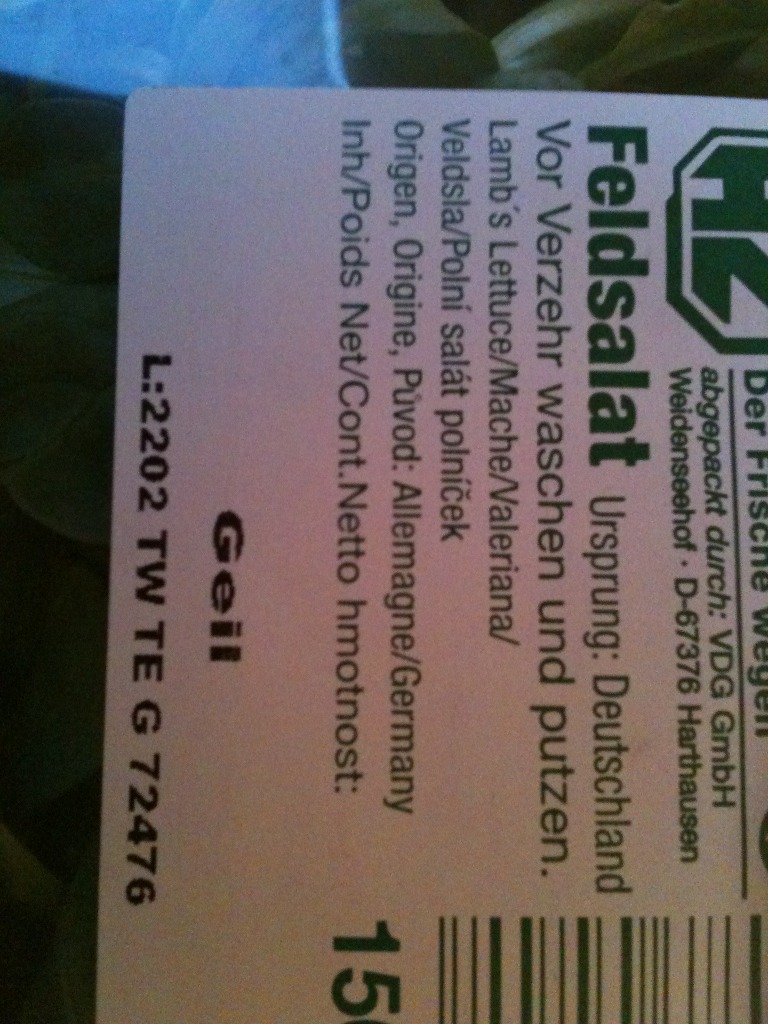 Der Frische wegen
abgepackt durch: VDG GmbH
Weidenseehof · D-67376 Harthausen
Feldsalat Ursprung: Deutschland
Vor Verzehr waschen und putzen.
Lamb´s Lettuce/Mache/Valeriana/
Veldsla/Polní salát polníček
Origen, Origine, Původ: Allemagne/Germany
Inh/Poids Net/Cont.Netto hmotnost:
Geil
L:2202 TW TE G 72476